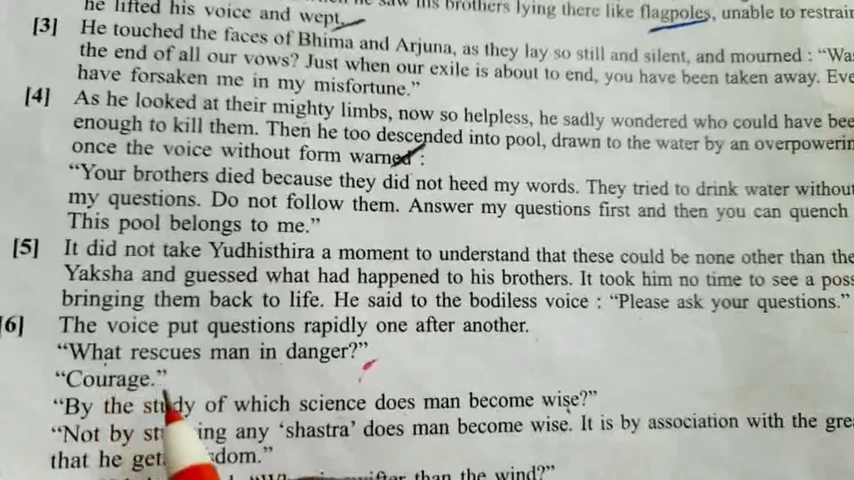 he lifted his voice and wept. he saw his brothers lying there like flagpoles, unable to restrain
[3] He touched the faces of Bhima and Arjuna, as they lay so still and silent, and mourned : “Was
the end of all our vows? Just when our exile is about to end, you have been taken away. Eve
have forsaken me in my misfortune.”
[4] As he looked at their mighty limbs, now so helpless, he sadly wondered who could have bee
enough to kill them. Then he too descended into pool, drawn to the water by an overpowerin
once the voice without form warned :
“Your brothers died because they did not heed my words. They tried to drink water without
my questions. Do not follow them. Answer my questions first and then you can quench
This pool belongs to me.”
[5] It did not take Yudhisthira a moment to understand that these could be none other than the
Yaksha and guessed what had happened to his brothers. It took him no time to see a poss
bringing them back to life. He said to the bodiless voice : “Please ask your questions.”
[6] The voice put questions rapidly one after another.
“What rescues man in danger?”
“Courage.”
“By the study of which science does man become wise?”
“Not by st ing any ‘shastra’ does man become wise. It is by association with the gre
that he get dom.”
than the wind?”